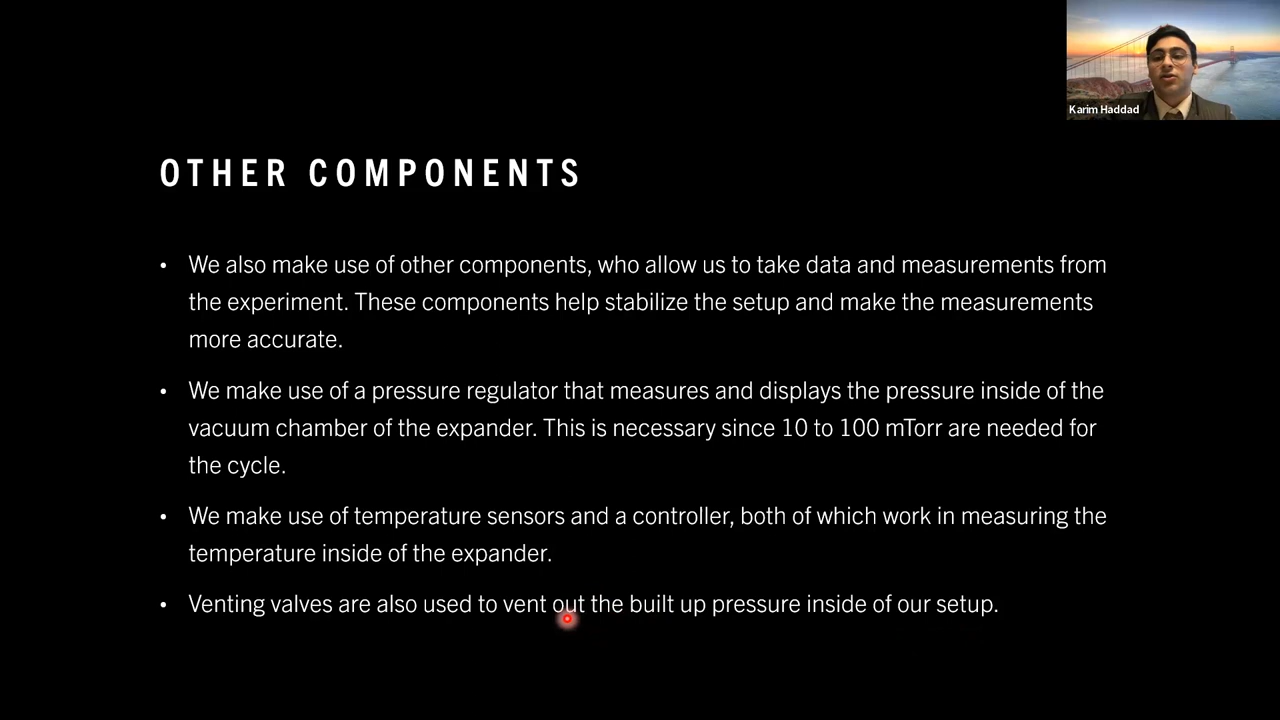 Karim Haddad
OTHER COMPONENTS
• We also make use of other components, who allow us to take data and measurements from
the experiment. These components help stabilize the setup and make the measurements
more accurate.
• We make use of a pressure regulator that measures and displays the pressure inside of the
vacuum chamber of the expander. This is necessary since 10 to 100 mTorr are needed for
the cycle.
• We make use of temperature sensors and a controller, both of which work in measuring the
temperature inside of the expander.
• Venting valves are also used to vent out the built up pressure inside of our setup.